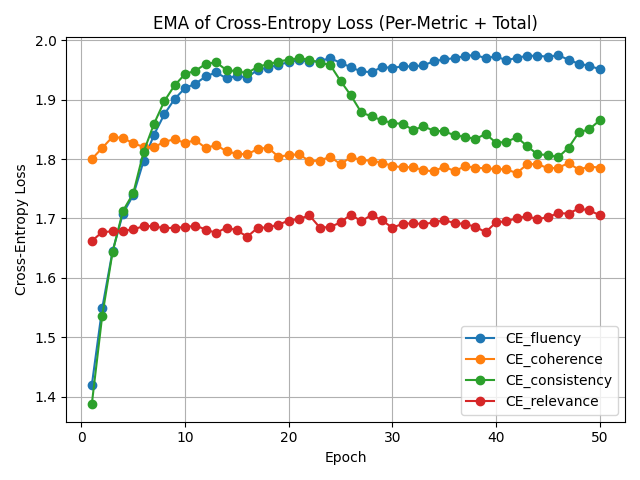 EMA of Cross-Entropy Loss (Per-Metric + Total)
2.0
1.9
1.8
1.7
1.6
1.5
1.4
Cross-Entropy Loss
CE_fluency
CE_coherence
CE_consistency
CE_relevance
0 10 20 30 40 50
Epoch